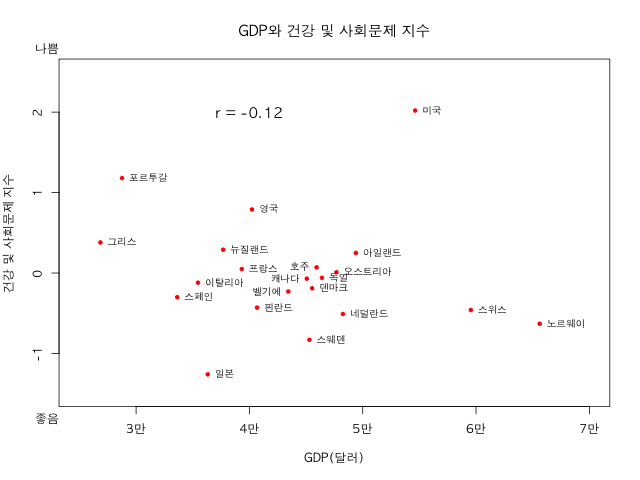 GDP와 건강 및 사회문제 지수
나쁨
r = -0.12
미국
포르투갈
영국
그리스
뉴질랜드
아일랜드
프랑스
호주
오스트리아
캐나다
독일
이탈리아
덴마크
벨기에
스페인
핀란드
네덜란드
스위스
노르웨이
스웨덴
일본
2
1
0
-1
건강 및 사회문제 지수
좋음
3만 4만 5만 6만 7만
GDP(달러)